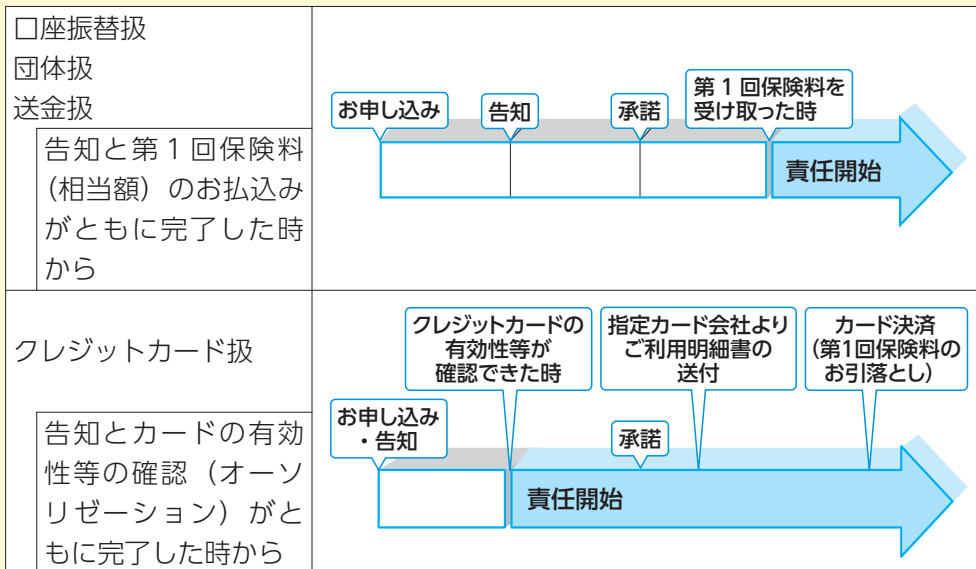 口座振替扱
団体扱
送金扱
告知と第1回保険料
(相当額)のお払込み
がともに完了した時
から
お申し込み
告知
承諾
第1回保険料を
受け取った時
責任開始
クレジットカード扱
告知とカードの有効
性等の確認(オーソ
リゼーション)がと
もに完了した時から
クレジットカードの
有効性等が
確認できた時
指定カード会社より
ご利用明細書の
送付
カード決済
(第1回保険料の
お引落とし)
お申し込み
・告知
承諾
責任開始